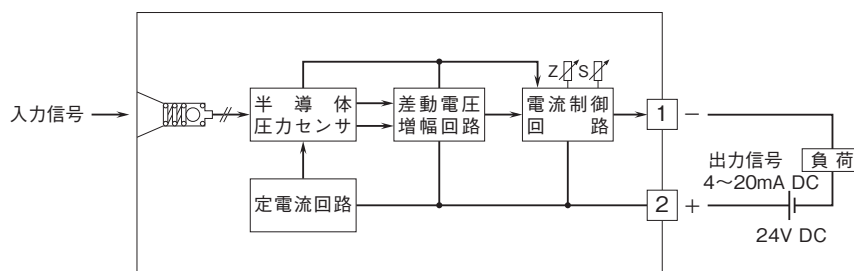 入力信号
半導体
圧力センサ
差動電圧
増幅回路
Z S
電流制御
回路
定電流回路
1 −
2 +
出力信号
4～20mA DC
負荷
24V DC